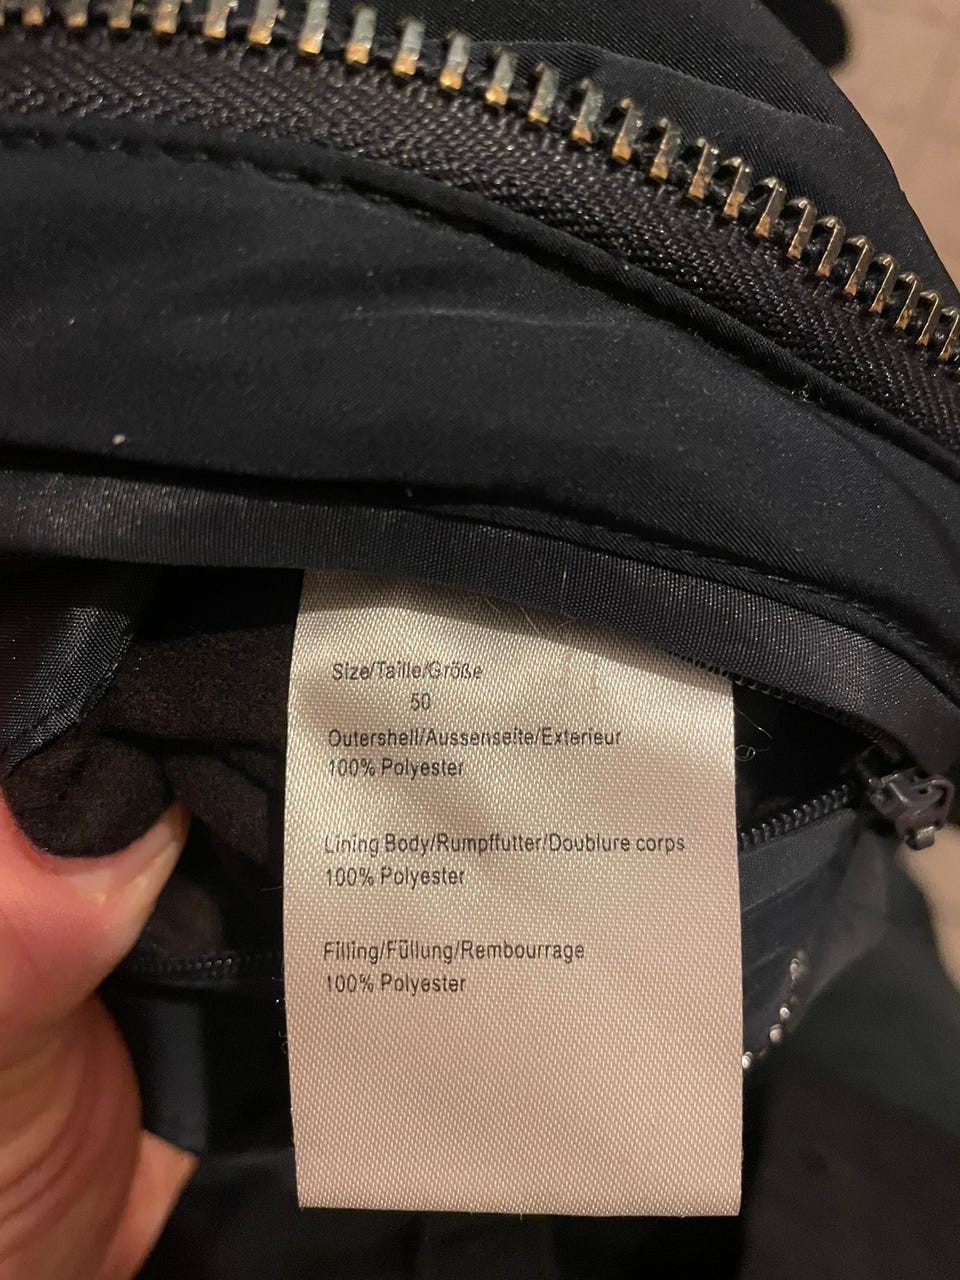 Size/Taille/Größe
50
Outershell/Aussenseite/Exterieur
100% Polyester
Lining Body/Rumpffutter/Doublure corps
100% Polyester
Filling/Füllung/Rembourrage
100% Polyester